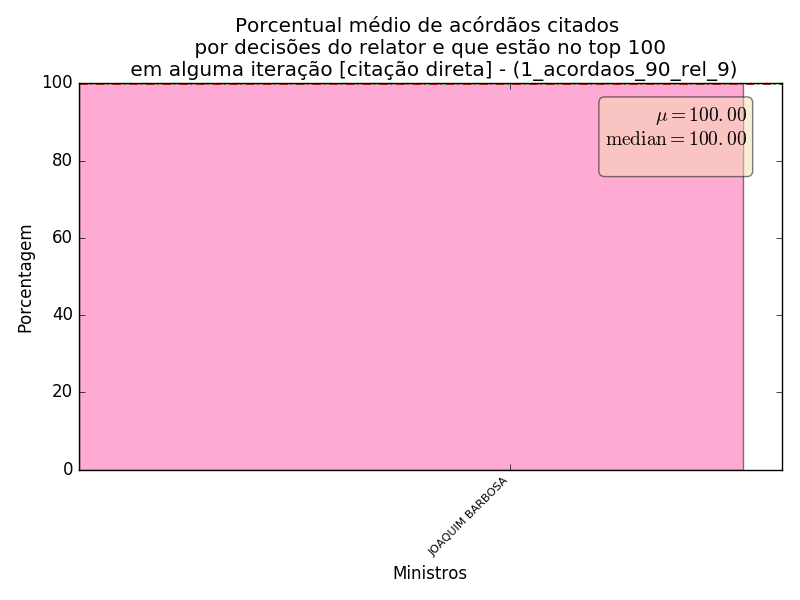 Porcentual médio de acórdãos citados
por decisões do relator e que estão no top 100
em alguma iteração [citação direta] - (1_acordaos_90_rel_9)
100
80
60
40
20
0
Porcentagem
μ = 100.00
median = 100.00
JOAQUIM BARBOSA
Ministros